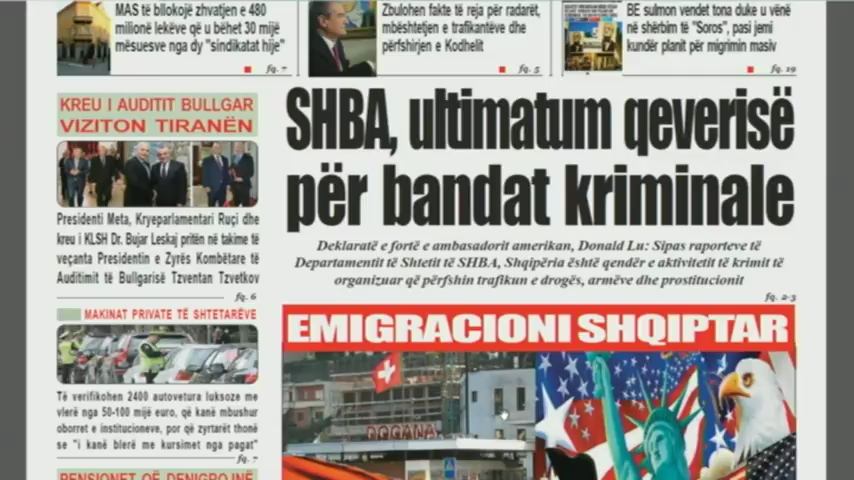 MAS të bllokojë zhvatjen e 480
milionë lekëve që u bëhet 30 mijë
mësuesve nga dy "sindikatat hije"
fq. 7
Zbulohen fakte të reja për radarët,
mbështetjen e trafikantëve dhe
përfshirjen e Kodhelit
fq. 5
BE sulmon vendet tona duke u vënë
në shërbim të "Soros", pasi jemi
kundër planit për migrimin masiv
fq. 19
KREU I AUDITIT BULLGAR
VIZITON TIRANËN
Presidenti Meta, Kryeparlamentari Ruçi dhe
kreu i KLSH Dr. Bujar Leskaj pritën në takime të
veçanta Presidentin e Zyrës Kombëtare të
Auditimit të Bullgarisë Tzventan Tzvetkov
fq. 6
MAKINAT PRIVATE TË SHTETARËVE
Të verifikohen 2400 autovetura luksoze me
vlerë nga 50-100 mijë euro, që kanë mbushur
oborret e institucioneve, por që zyrtarët thonë
se "i kanë blerë me kursimet nga pagat"
fq. 7
PENSIONET QË DENIGROJNË
SHBA, ultimatum qeverisë
për bandat kriminale
Deklaratë e fortë e ambasadorit amerikan, Donald Lu: Sipas raporteve të
Departamentit të Shtetit të SHBA, Shqipëria është qendër e aktivitetit të krimit të
organizuar që përfshin trafikun e drogës, armëve dhe prostitucionit
fq. 2-3
EMIGRACIONI SHQIPTAR
DOGANA